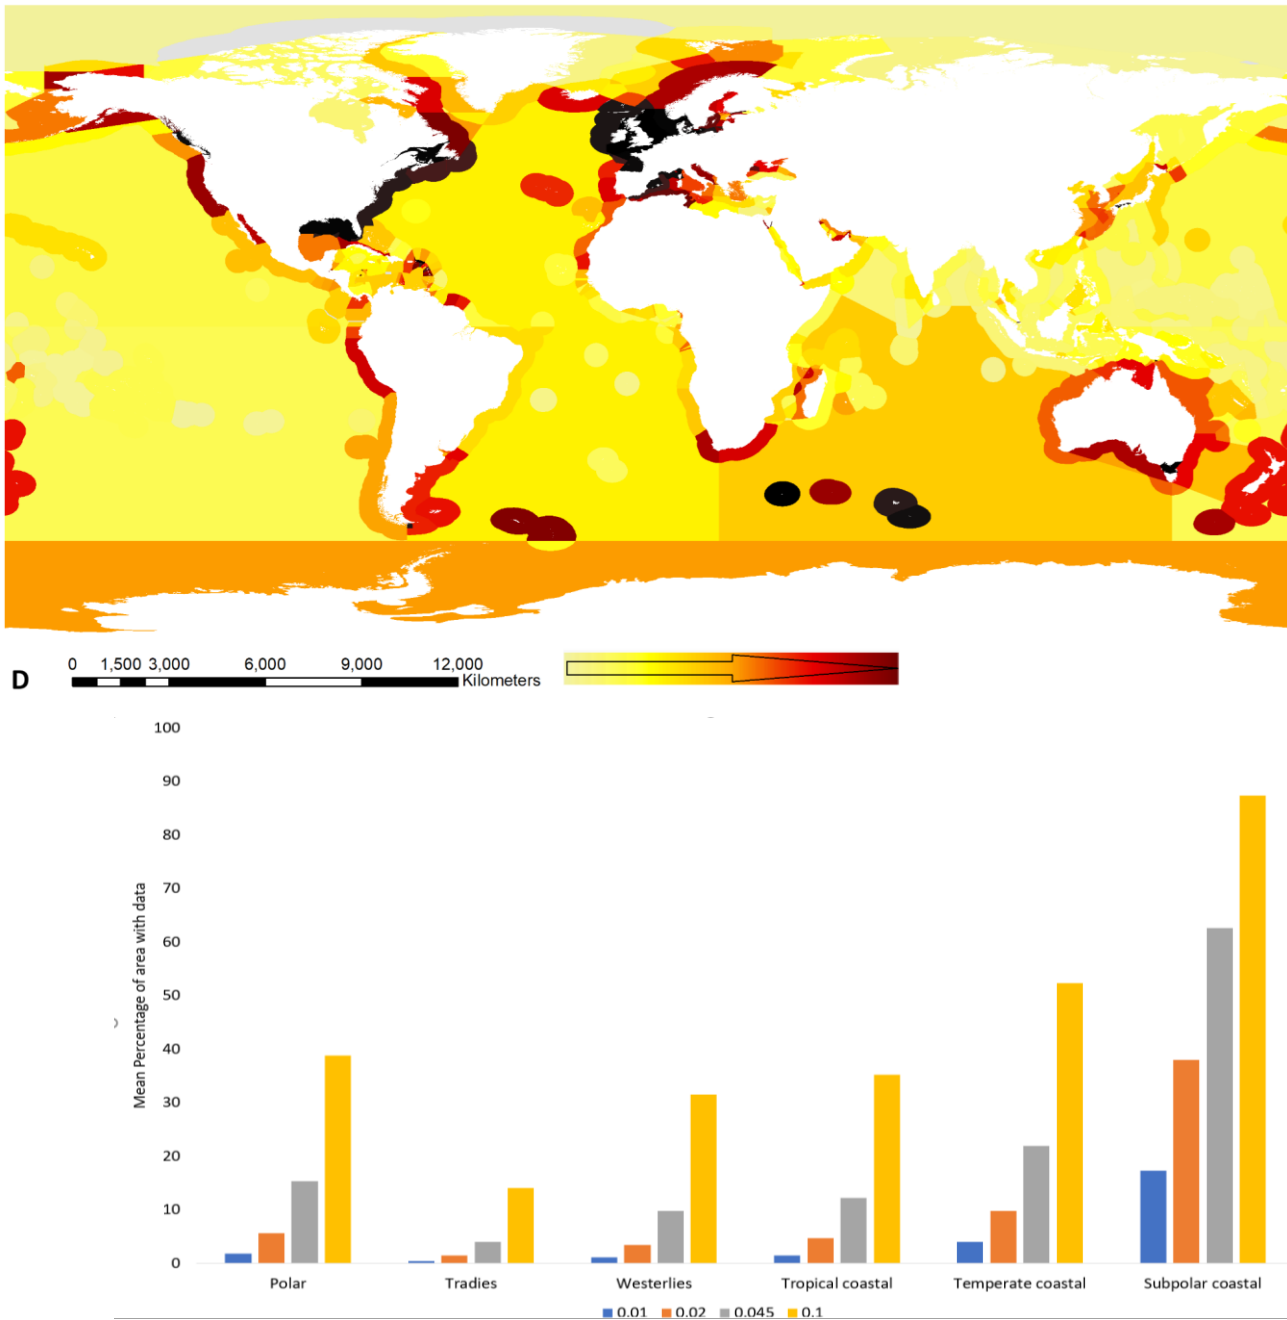 0 1,500 3,000 6,000 9,000 12,000
Kilometers
D
100
90
80
70
60
50
40
30
20
10
0
Mean Percentage of area with data
Polar Tradies Westerlies Tropical coastal Temperate coastal Subpolar coastal
0.01 0.02 0.045 0.1